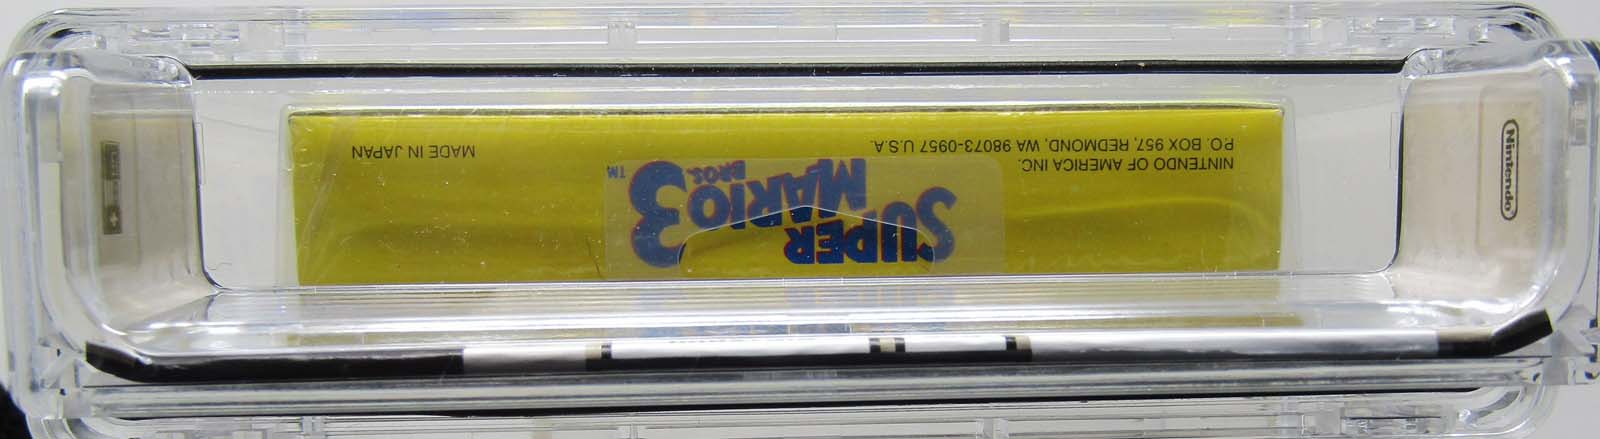 NINTENDO OF AMERICA INC.
P.O. BOX 957, REDMOND, WA 98073-0957 U.S.A.
MADE IN JAPAN
SUPER
MARIO
BROS.
3
TM
Nintendo